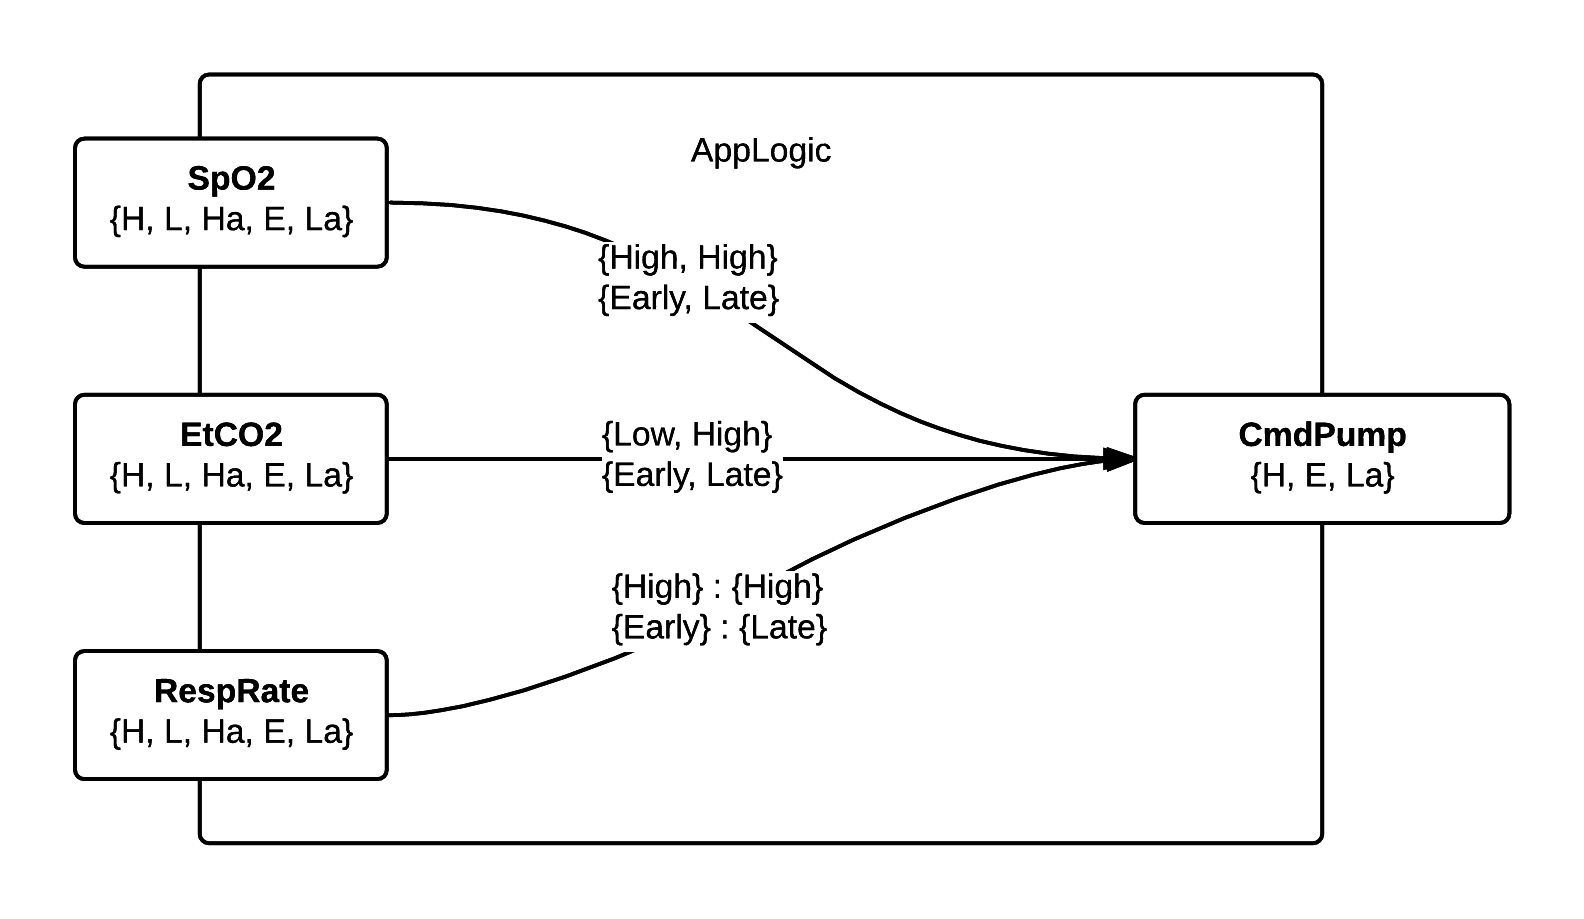 AppLogic
SpO2
{H, L, Ha, E, La}
{High, High}
{Early, Late}
EtCO2
{H, L, Ha, E, La}
{Low, High}
{Early, Late}
CmdPump
{H, E, La}
{High} : {High}
{Early} : {Late}
RespRate
{H, L, Ha, E, La}